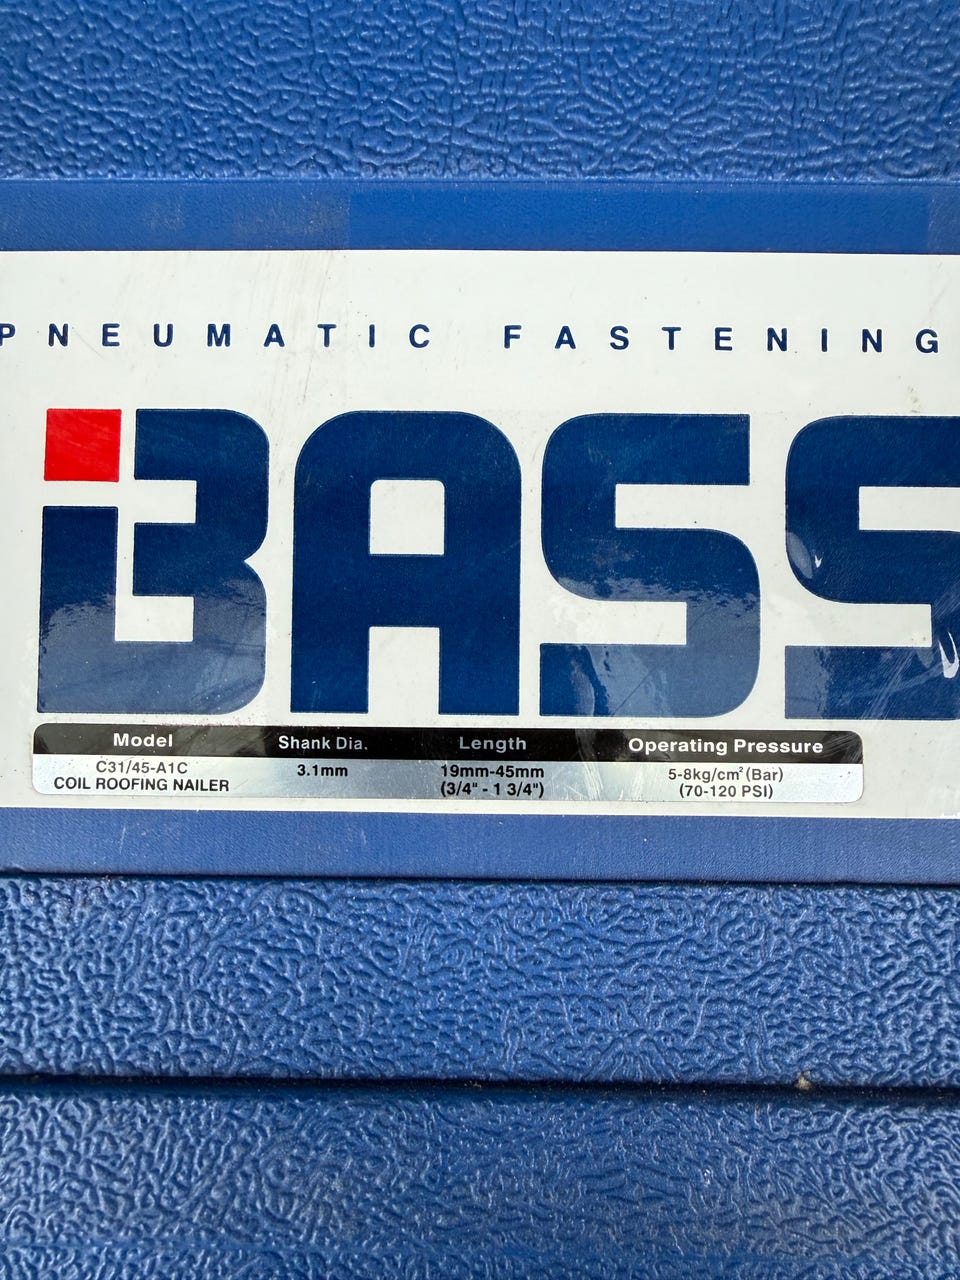 PNEUMATIC FASTENING
BASS
Model Shank Dia. Length Operating Pressure
C31/45-A1C 3.1mm 19mm-45mm 5-8kg/cm² (Bar)
COIL ROOFING NAILER (3/4" - 1 3/4") (70-120 PSI)